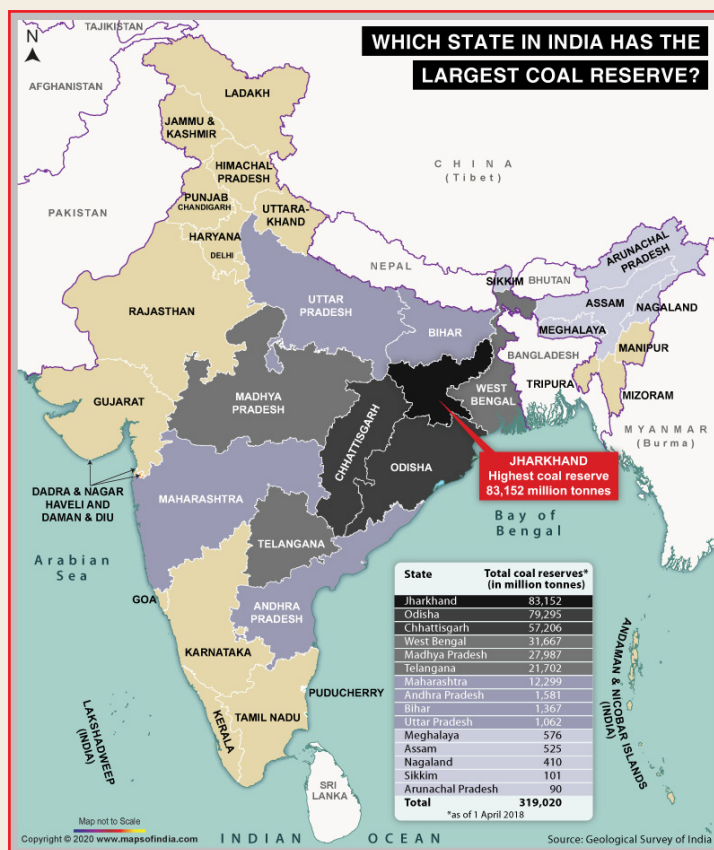 WHICH STATE IN INDIA HAS THE
LARGEST COAL RESERVE?
N
TAJIKISTAN
AFGHANISTAN
PAKISTAN
CHINA
(Tibet)
NEPAL
BHUTAN
BANGLADESH
MYANMAR
(Burma)
LADAKH
JAMMU &
KASHMIR
HIMACHAL
PRADESH
PUNJAB
CHANDIGARH
UTTARA-
KHAND
HARYANA
DELHI
RAJASTHAN
UTTAR
PRADESH
BIHAR
SIKKIM
ARUNACHAL
PRADESH
ASSAM
NAGALAND
MEGHALAYA
MANIPUR
TRIPURA
MIZORAM
GUJARAT
MADHYA
PRADESH
CHHATTISGARH
WEST
BENGAL
ODISHA
JHARKHAND
Highest coal reserve
83,152 million tonnes
DADRA & NAGAR
HAVELI AND
DAMAN & DIU
MAHARASHTRA
TELANGANA
Arabian
Sea
Bay of
Bengal
GOA
ANDHRA
PRADESH
KARNATAKA
PUDUCHERRY
TAMIL NADU
KERALA
LAKSHADWEEP
(INDIA)
ANDAMAN & NICOBAR ISLANDS
(INDIA)
SRI
LANKA
State Total coal reserves*
(in million tonnes)
Jharkhand 83,152
Odisha 79,295
Chhattisgarh 57,206
West Bengal 31,667
Madhya Pradesh 27,987
Telangana 21,702
Maharashtra 12,299
Andhra Pradesh 1,581
Bihar 1,367
Uttar Pradesh 1,062
Meghalaya 576
Assam 525
Nagaland 410
Sikkim 101
Arunachal Pradesh 90
Total 319,020
*as of 1 April 2018
Map not to Scale
Copyright © 2020 www.mapsofindia.com
INDIAN OCEAN
Source: Geological Survey of India